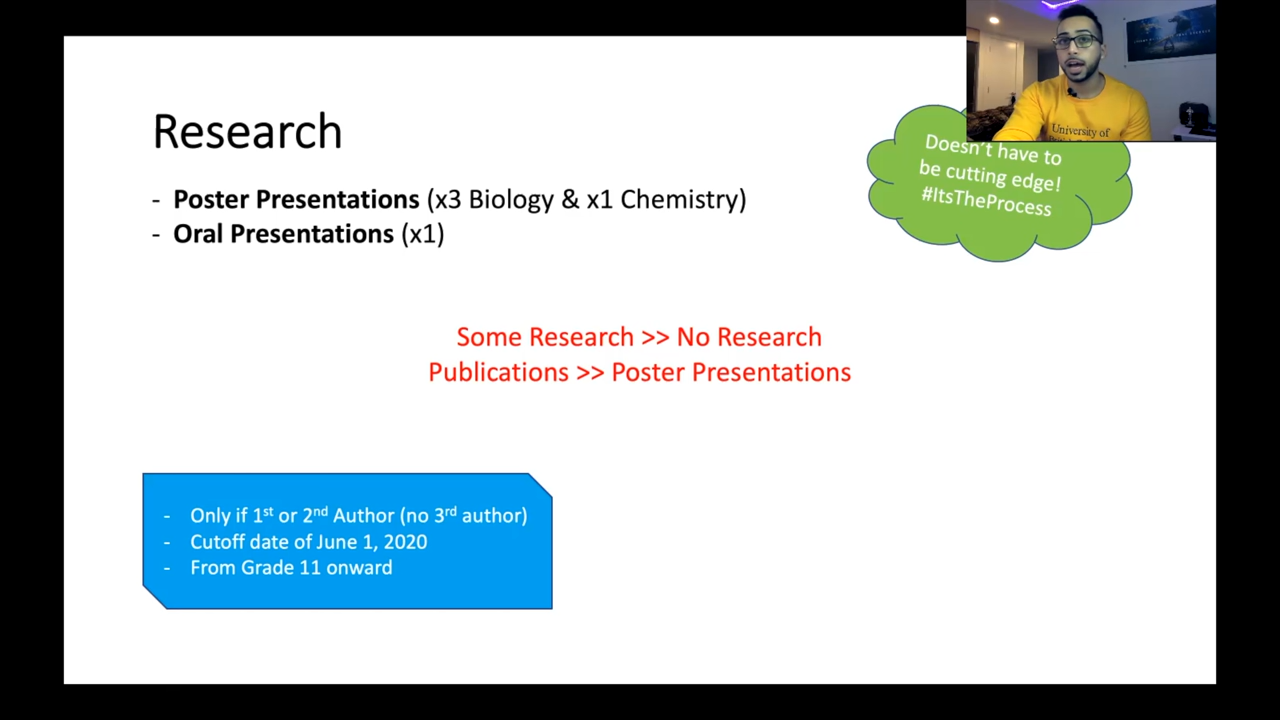 Research
- Poster Presentations (x3 Biology & x1 Chemistry)
- Oral Presentations (x1)
Doesn't have to
be cutting edge!
#ItsTheProcess
University of
Some Research >> No Research
Publications >> Poster Presentations
- Only if 1st or 2nd Author (no 3rd author)
- Cutoff date of June 1, 2020
- From Grade 11 onward